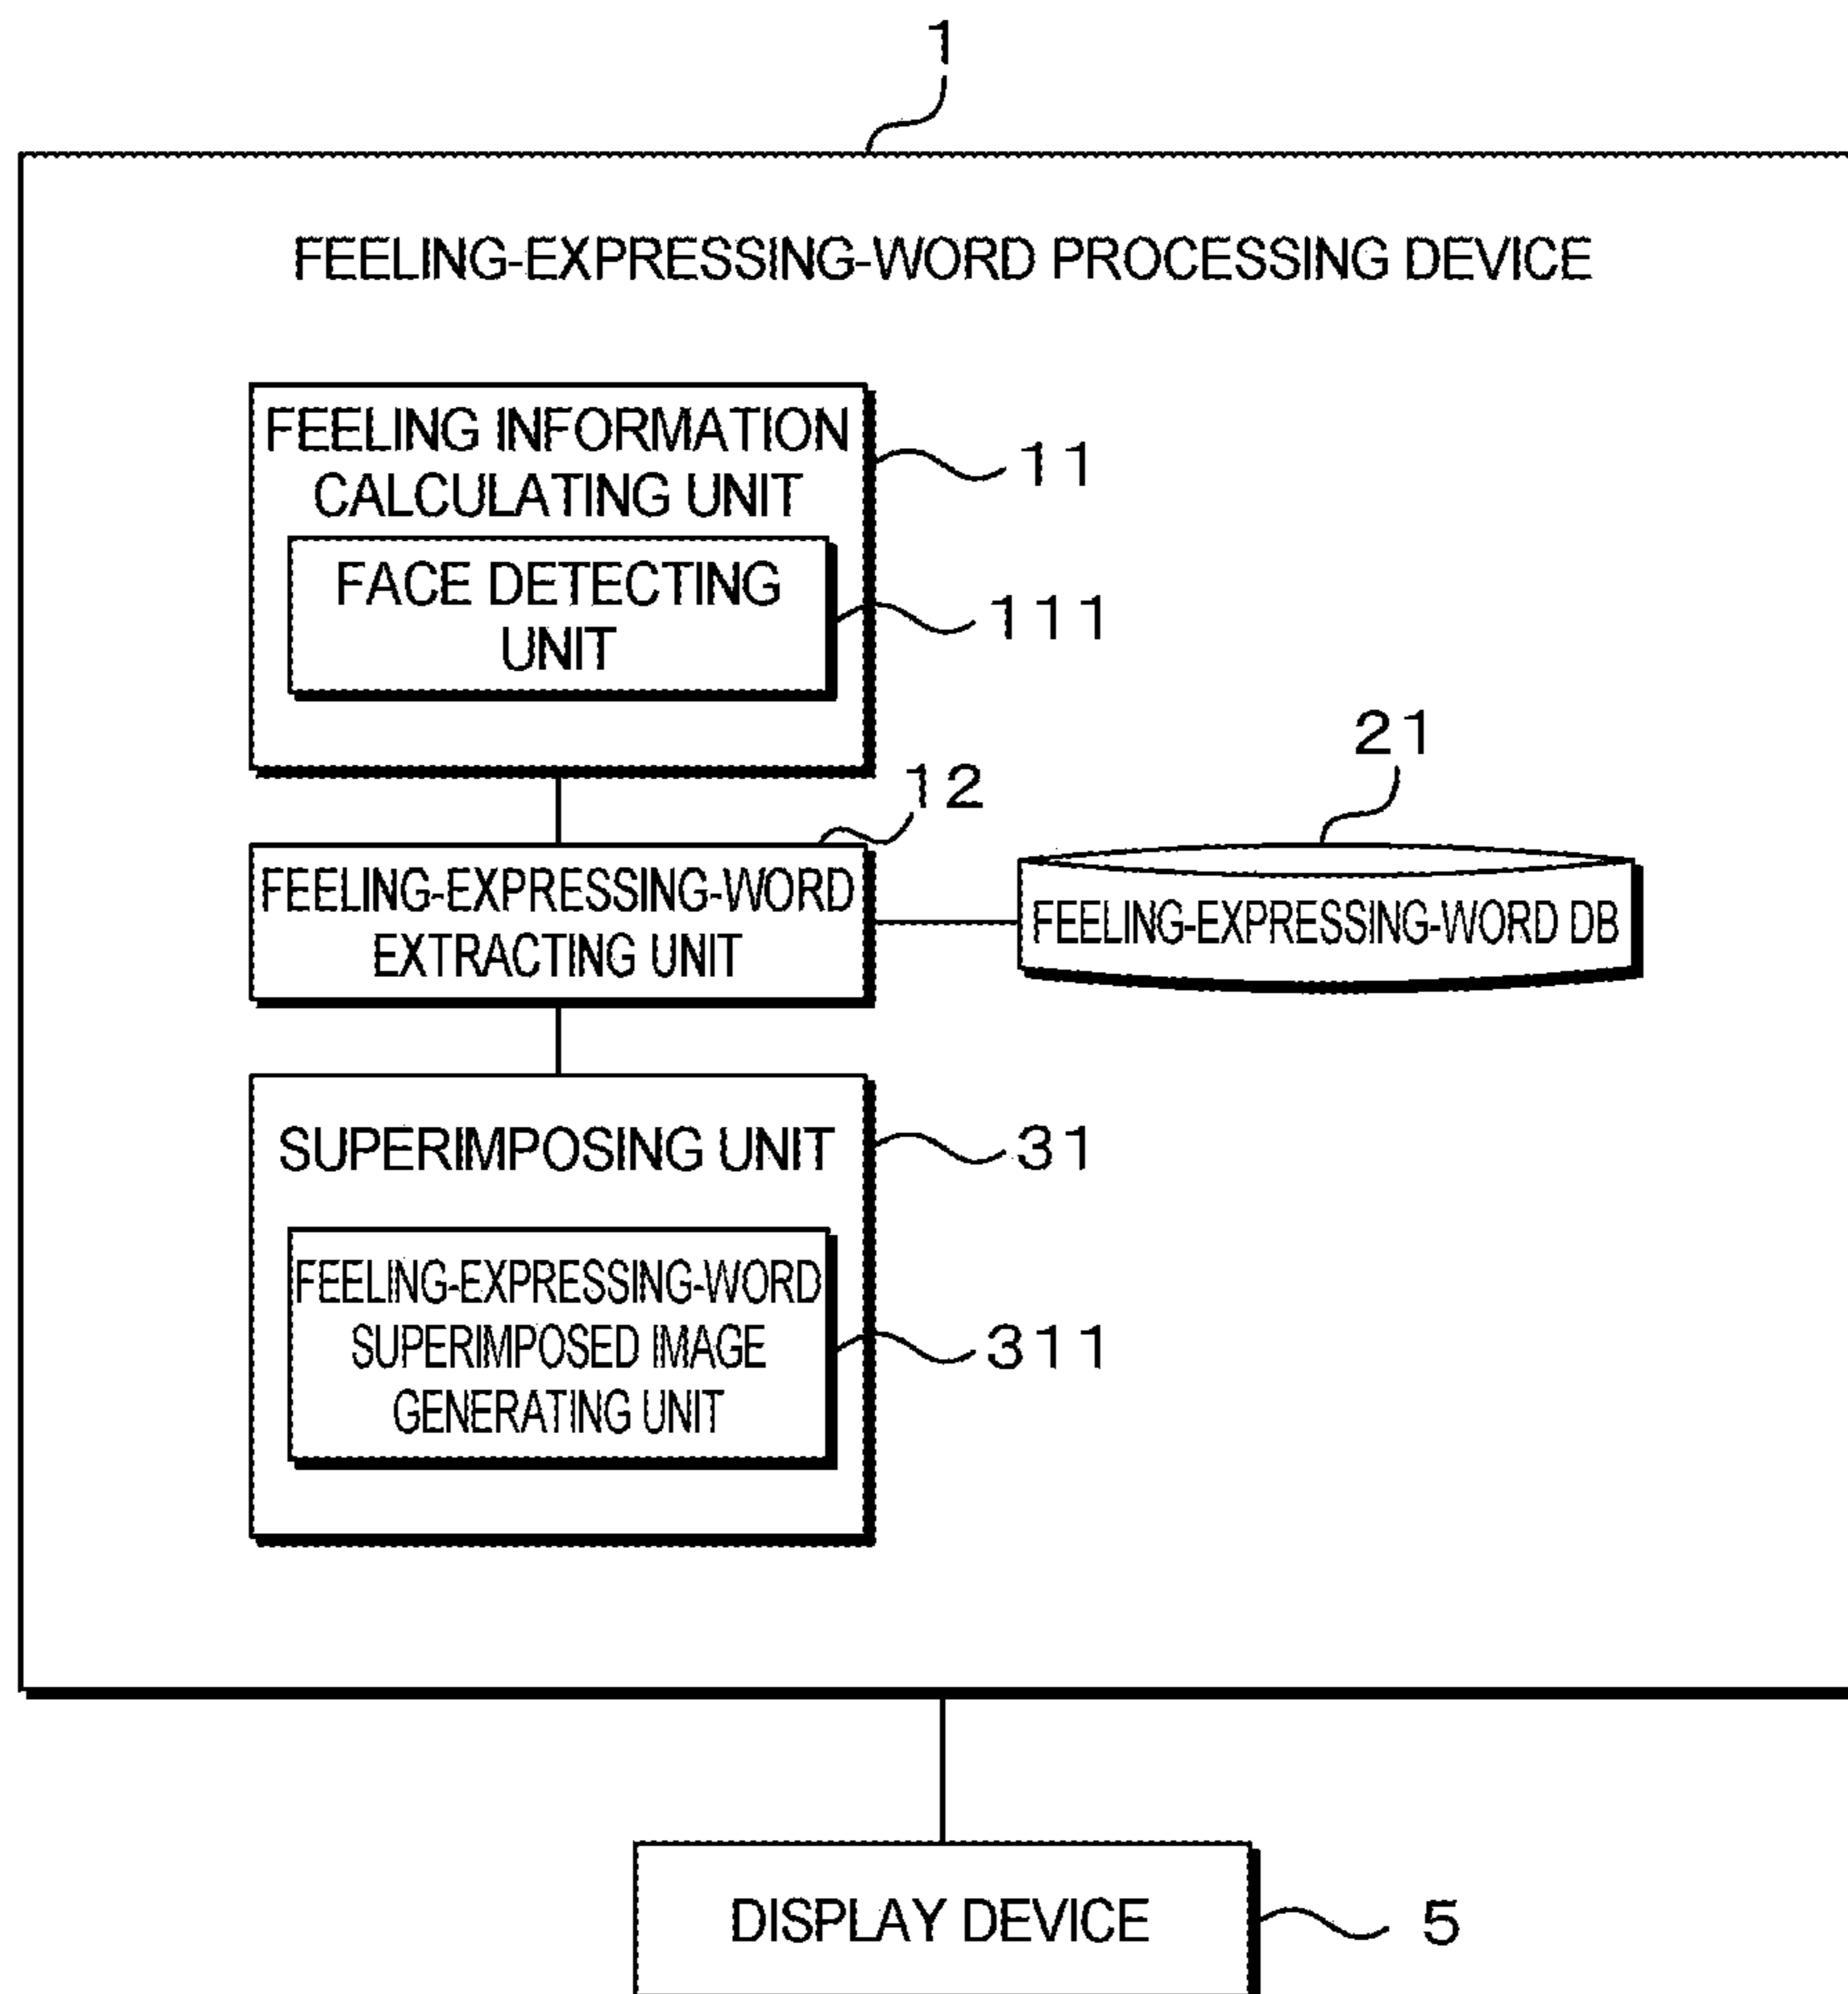 1
FEELING-EXPRESSING-WORD PROCESSING DEVICE
FEELING INFORMATION
CALCULATING UNIT
11
FACE DETECTING
UNIT
111
12
FEELING-EXPRESSING-WORD
EXTRACTING UNIT
21
FEELING-EXPRESSING-WORD DB
SUPERIMPOSING UNIT
31
FEELING-EXPRESSING-WORD
SUPERIMPOSED IMAGE
GENERATING UNIT
311
DISPLAY DEVICE
5